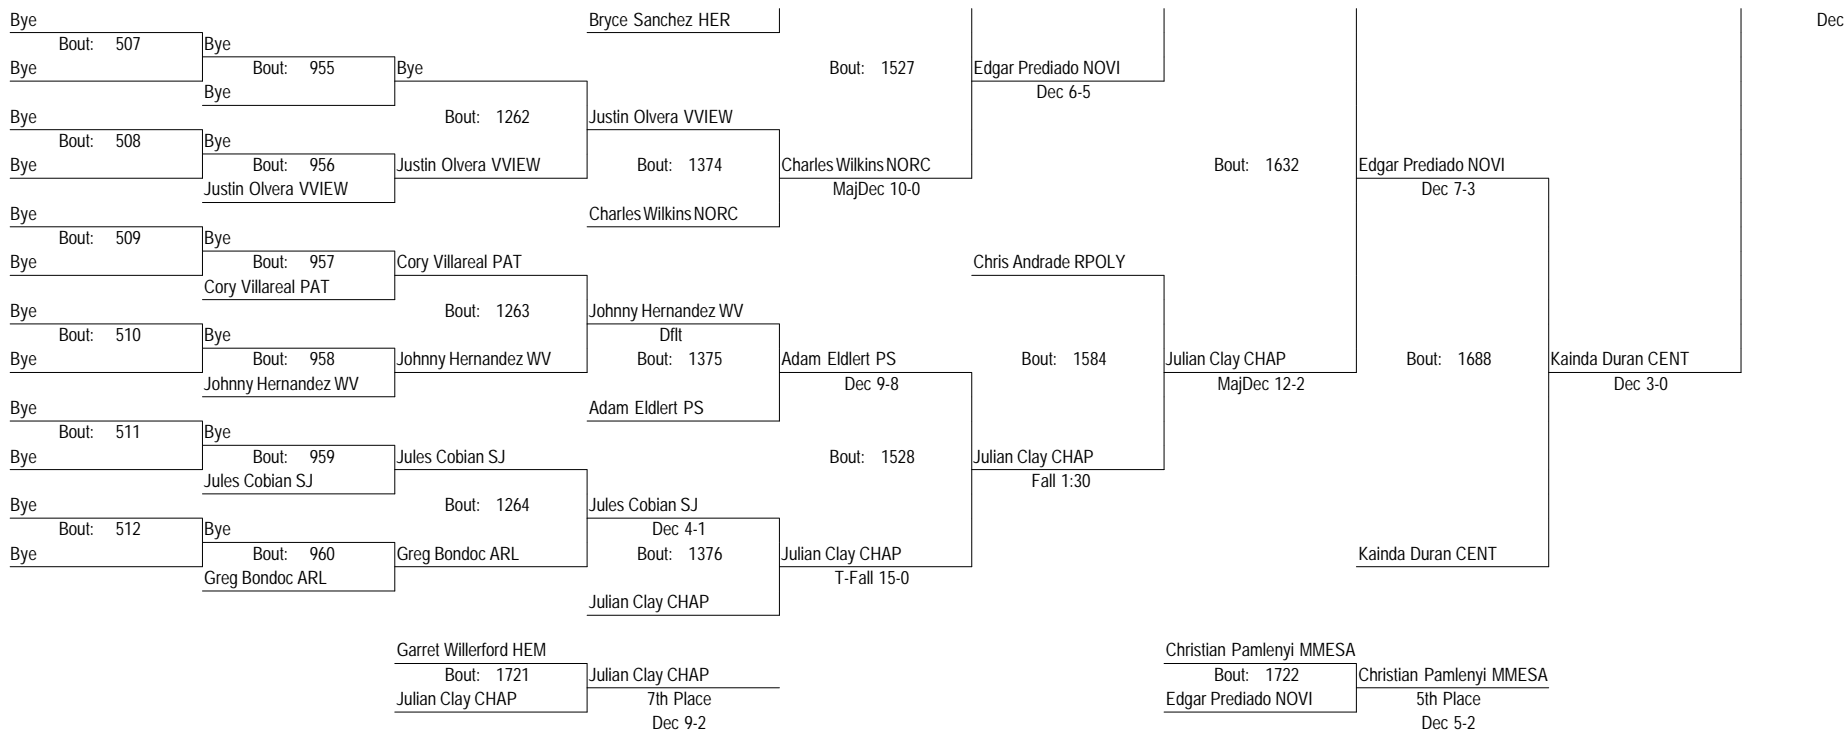 Bye Bryce Sanchez HER Dec
Bout: 507 Bye
Bye Bout: 955 Bye Bout: 1527 Edgar Prediado NOVI
Bye Dec 6-5
Bye Bout: 1262 Justin Olvera VVIEW
Bout: 508 Bye
Bye Bout: 956 Justin Olvera VVIEW Bout: 1374 Charles Wilkins NORC Bout: 1632 Edgar Prediado NOVI
Justin Olvera VVIEW MajDec 10-0 Dec 7-3
Bye Charles Wilkins NORC
Bout: 509 Bye
Bye Bout: 957 Cory Villareal PAT Chris Andrade RPOLY
Cory Villareal PAT
Bye Bout: 1263 Johnny Hernandez WV
Bout: 510 Bye Dflt
Bye Bout: 958 Johnny Hernandez WV Bout: 1375 Adam Eldlert PS Bout: 1584 Julian Clay CHAP Bout: 1688 Kainda Duran CENT
Johnny Hernandez WV Dec 9-8 MajDec 12-2 Dec 3-0
Bye Adam Eldlert PS
Bout: 511 Bye
Bye Bout: 959 Jules Cobian SJ Bout: 1528 Julian Clay CHAP
Jules Cobian SJ Fall 1:30
Bye Bout: 1264 Jules Cobian SJ
Bout: 512 Bye Dec 4-1
Bye Bout: 960 Greg Bondoc ARL Bout: 1376 Julian Clay CHAP Kainda Duran CENT
Greg Bondoc ARL T-Fall 15-0
Julian Clay CHAP
Garret Willerford HEM Christian Pamlenyi MMESA
Bout: 1721 Julian Clay CHAP Bout: 1722 Christian Pamlenyi MMESA
Julian Clay CHAP 7th Place Edgar Prediado NOVI 5th Place
Dec 9-2 Dec 5-2